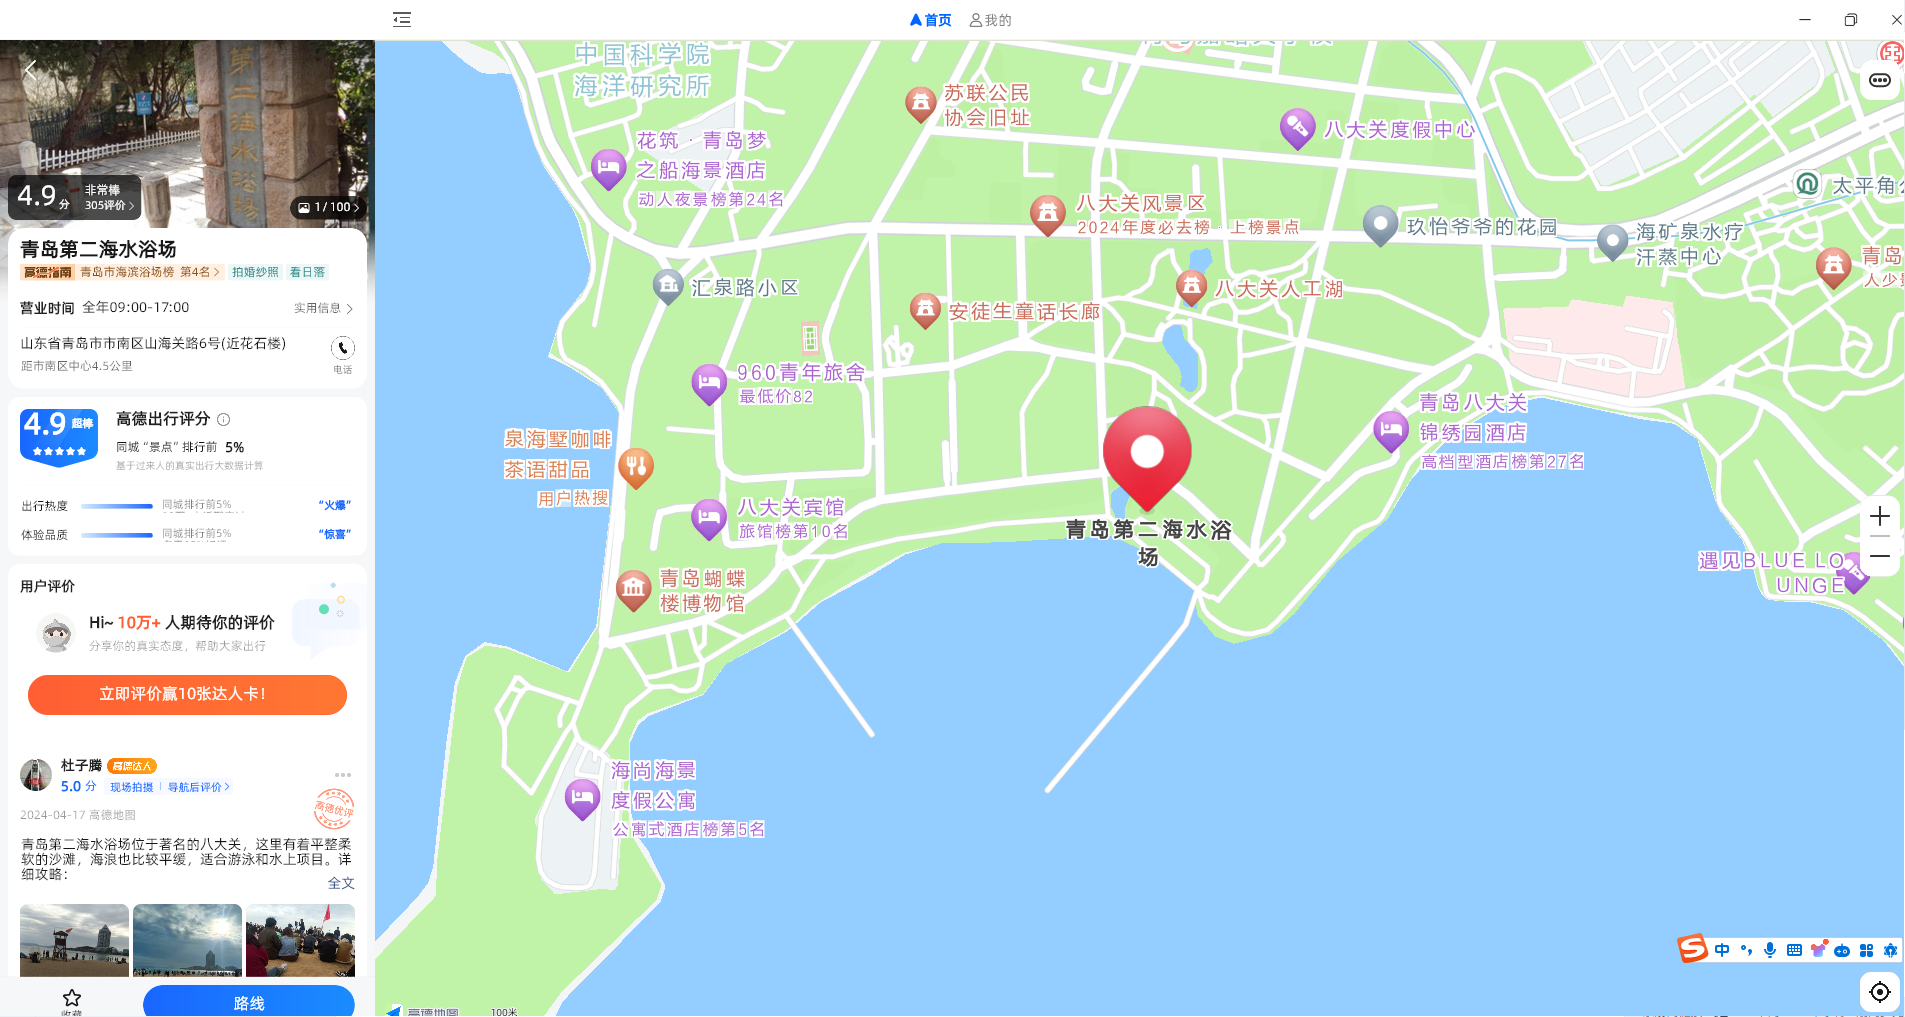 首页
我的
第二海水浴场
4.9分
非常棒
305评价
1/100
青岛第二海水浴场
高德指南 青岛市海滨浴场榜 第4名
拍婚纱照
看日落
营业时间 全年09:00-17:00
实用信息
山东省青岛市市南区山海关路6号(近花石楼)
距市南区中心4.5公里
电话
4.9 超棒
高德出行评分
同城“景点”排行前 5%
基于过来人的真实出行大数据计算
出行热度
同城排行前5%
“火爆”
体验品质
同城排行前5%
“惊喜”
用户评价
Hi~ 10万+ 人期待你的评价
分享你的真实态度，帮助大家出行
立即评价赢10张达人卡！
杜子腾 高德达人
5.0 分 现场拍摄 | 导航后评价
2024-04-17 高德地图
高德优评
青岛第二海水浴场位于著名的八大关，这里有着平整柔
软的沙滩，海浪也比较平缓，适合游泳和水上项目。详
细攻略：
全文
收藏
路线
中国科学院
海洋研究所
苏联公民
协会旧址
八大关度假中心
花筑·青岛梦
之船海景酒店
动人夜景榜第24名
八大关风景区
2024年度必去榜·上榜景点
玖怡爷爷的花园
太平角公
海矿泉水疗
汗蒸中心
青岛
人少
汇泉路小区
八大关人工湖
安徒生童话长廊
960青年旅舍
最低价82
青岛八大关
锦绣园酒店
高档型酒店榜第27名
泉海墅咖啡
茶语甜品
用户热搜
八大关宾馆
旅馆榜第10名
青岛第二海水浴
场
青岛蝴蝶
楼博物馆
遇见BLUE LO
UNGE
海尚海景
度假公寓
公寓式酒店榜第5名
中
高德地图
100米